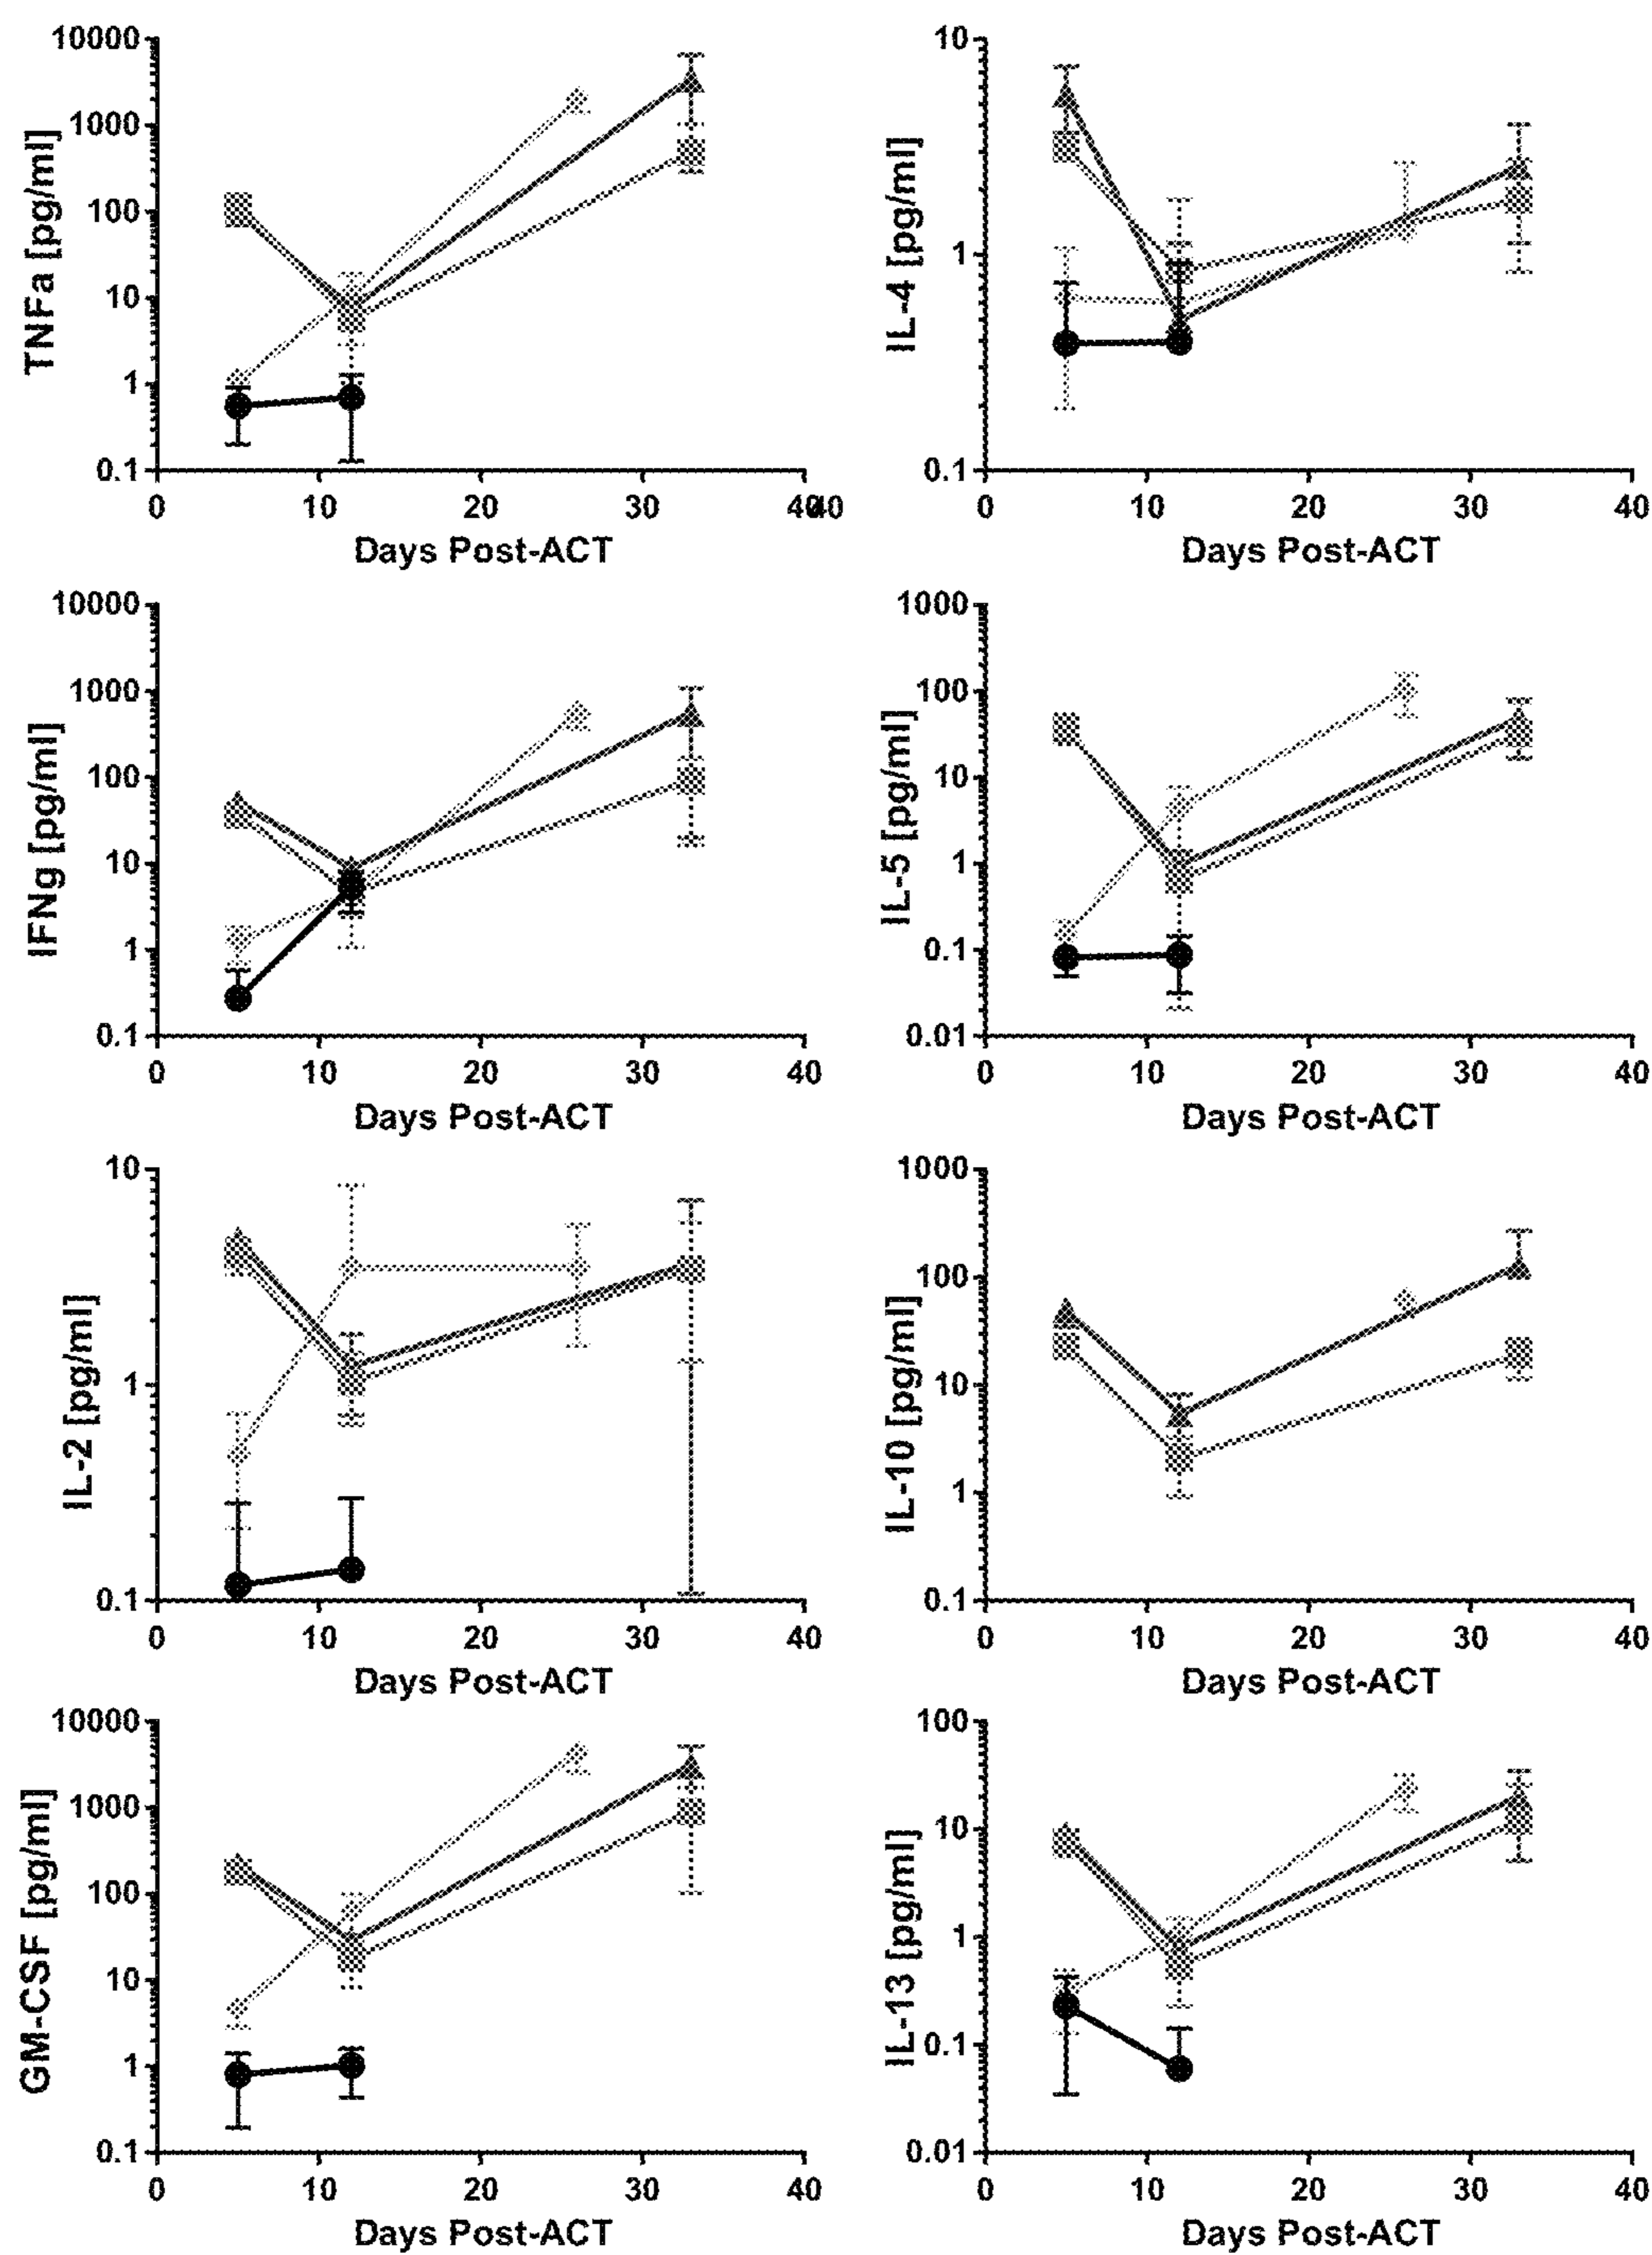 10000
1000
100
10
1
0.1
TNFa [pg/ml]
0 10 20 30 40
Days Post-ACT
10
1
0.1
IL-4 [pg/ml]
40 0 10 20 30 40
Days Post-ACT
10000
1000
100
10
1
0.1
IFNg [pg/ml]
0 10 20 30 40
Days Post-ACT
1000
100
10
1
0.1
0.01
IL-5 [pg/ml]
0 10 20 30 40
Days Post-ACT
10
1
0.1
IL-2 [pg/ml]
0 10 20 30 40
Days Post-ACT
1000
100
10
1
0.1
IL-10 [pg/ml]
0 10 20 30 40
Days Post-ACT
10000
1000
100
10
1
0.1
GM-CSF [pg/ml]
0 10 20 30 40
Days Post-ACT
100
10
1
0.1
0.01
IL-13 [pg/ml]
0 10 20 30 40
Days Post-ACT